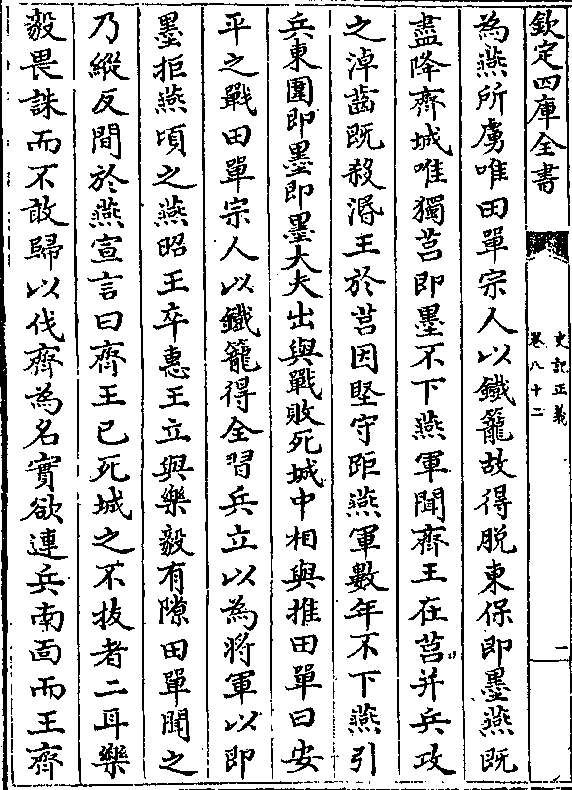 欽定四庫全書
史記正義
卷八十二
二
為燕所虜唯田單宗人以鐵籠故得脫東保即墨燕既
盡降齊城唯獨莒即墨不下燕軍聞齊王在莒并兵攻
之淖齒既殺湣王於莒因堅守距燕軍數年不下燕引
兵東圍即墨即墨大夫出與戰敗死城中相與推田單曰安
平之戰田單宗人以鐵籠得全習兵立以為將軍以即
墨拒燕頃之燕昭王卒惠王立與樂毅有隙田單聞之
乃縱反間於燕宣言曰齊王已死城之不拔者二耳樂
毅畏誅而不敢歸以伐齊為名實欲連兵南面而王齊